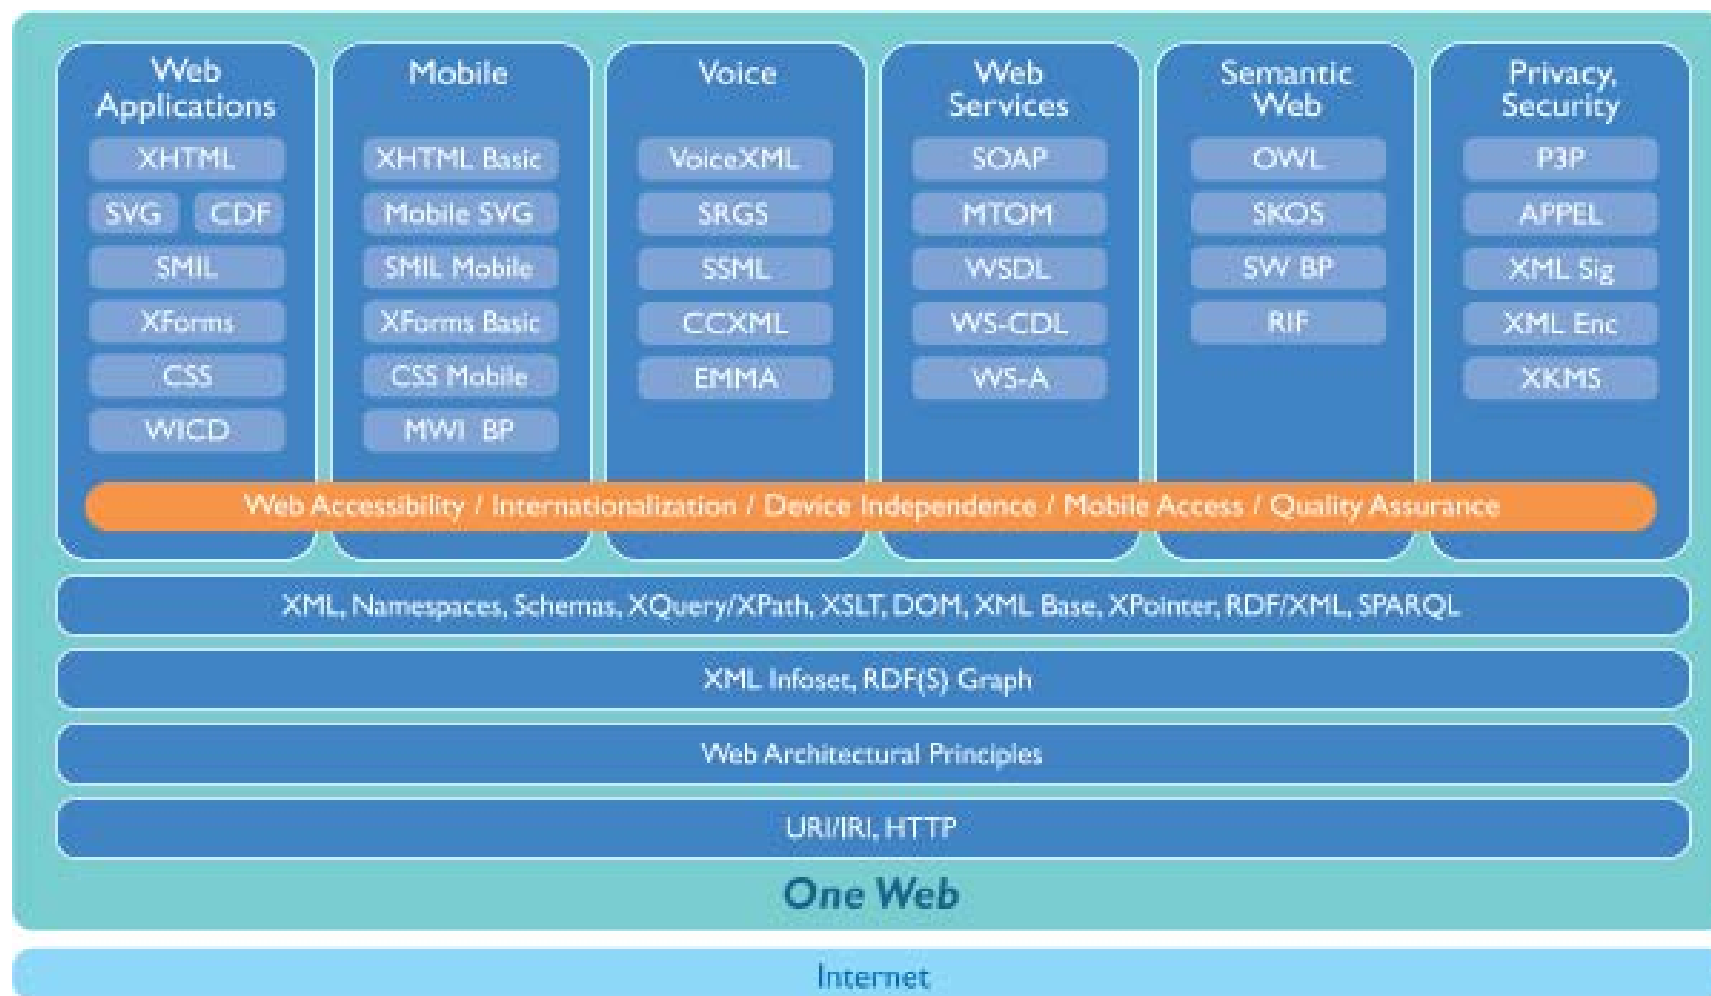 Web
Applications
XHTML
SVG CDF
SMIL
XForms
CSS
WICD
Mobile
XHTML Basic
Mobile SVG
SMIL Mobile
XForms Basic
CSS Mobile
MWI BP
Voice
VoiceXML
SRGS
SSML
CCXML
EMMA
Web
Services
SOAP
MTOM
WSDL
WS-CDL
WS-A
Semantic
Web
OWL
SKOS
SW BP
RIF
Privacy,
Security
P3P
APPEL
XML Sig
XML Enc
XKMS
Web Accessibility / Internationalization / Device Independence / Mobile Access / Quality Assurance
XML, Namespaces, Schemas, XQuery/XPath, XSLT, DOM, XML Base, XPointer, RDF/XML, SPARQL
XML Infoset, RDF(S) Graph
Web Architectural Principles
URI/IRI, HTTP
One Web
Internet